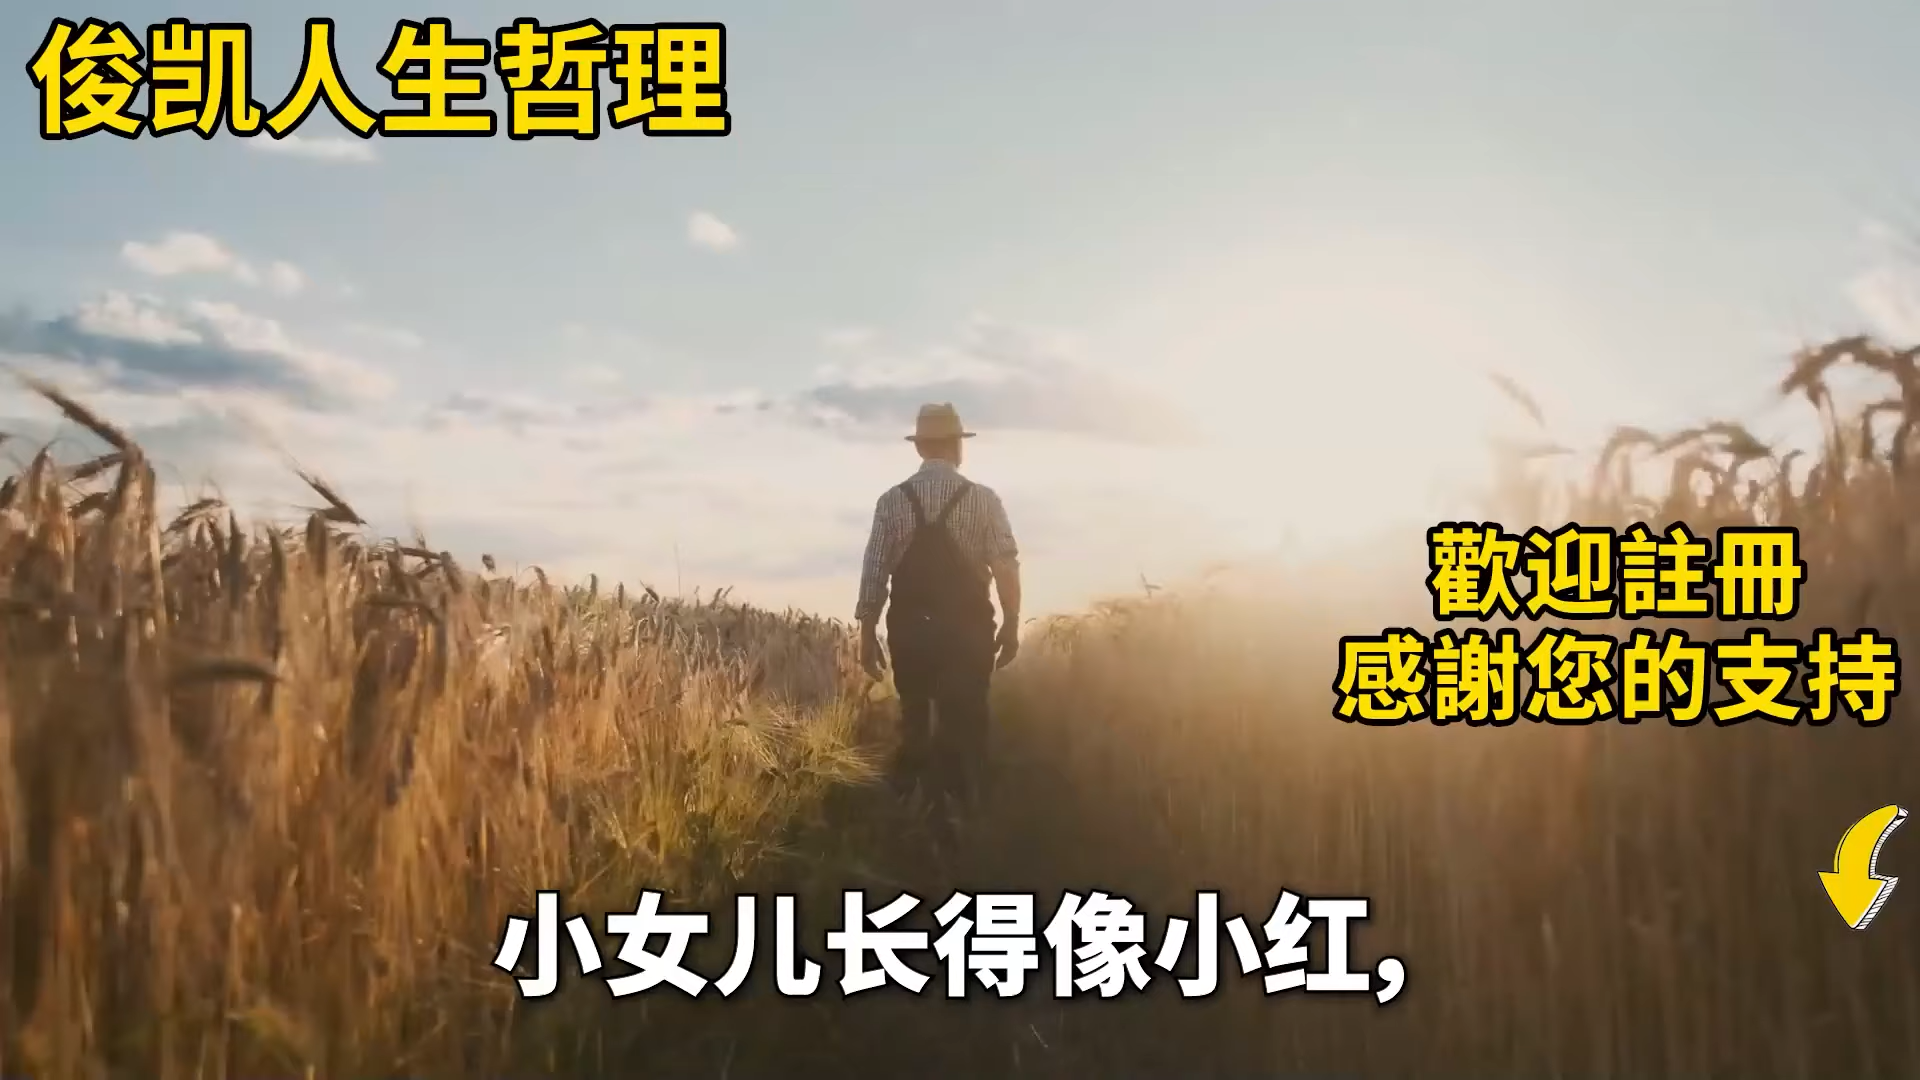 俊凯人生哲理
歡迎註冊
感謝您的支持
小女儿长得像小红,